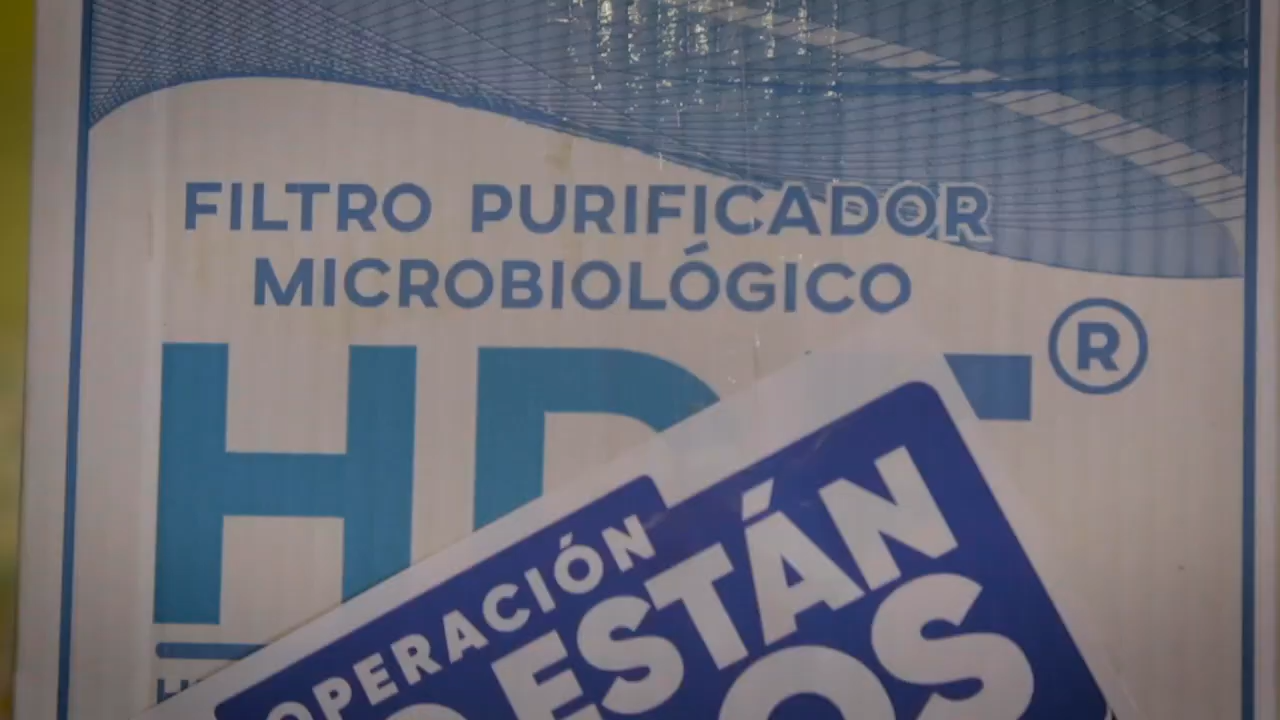 FILTRO PURIFICADOR
MICROBIOLÓGICO
®
OPERACIÓN
ESTÁN